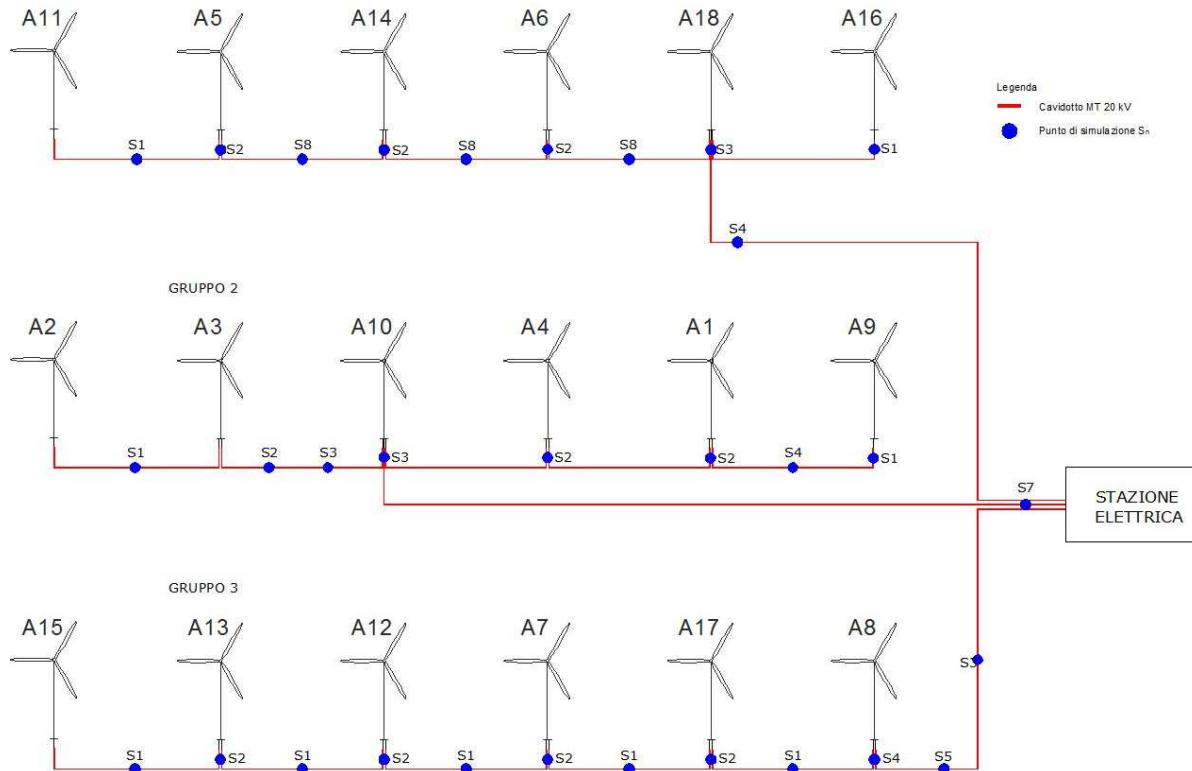 A11 A5 A14 A6 A18 A16
Legenda
Cavidotto MT 20 kV
Punto di simulazione Sn
S1 S2 S8 S2 S8 S2 S8 S3 S1
S4
GRUPPO 2
A2 A3 A10 A4 A1 A9
S1 S2 S3 S3 S2 S2 S4 S1
S7
STAZIONE
ELETTRICA
GRUPPO 3
A15 A13 A12 A7 A17 A8
S1 S2 S1 S2 S1 S2 S1 S2 S1 S4 S5